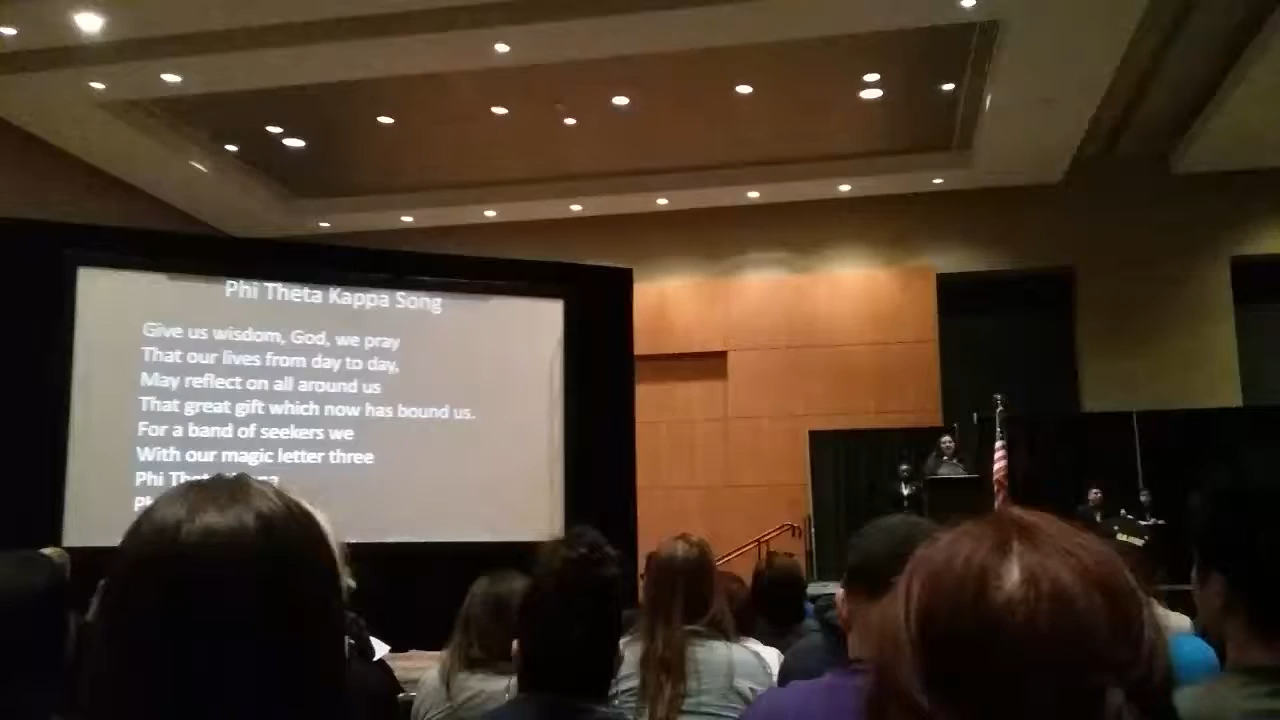 Phi Theta Kappa Song
Give us wisdom, God, we pray
That our lives from day to day,
May reflect on all around us
That great gift which now has bound us.
For a band of seekers we
With our magic letter three
Phi